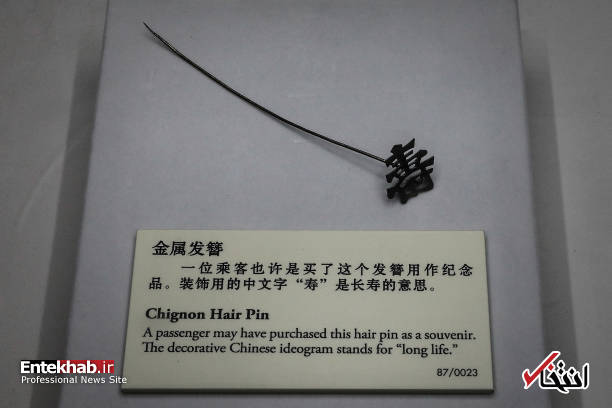 寿
金属发簪
一位乘客也许是买了这个发簪用作纪念
品。装饰用的中文字“寿”是长寿的意思。
Chignon Hair Pin
A passenger may have purchased this hair pin as a souvenir.
The decorative Chinese ideogram stands for “long life.”
87/0023
Entekhab.ir
Professional News Site
انتخاب